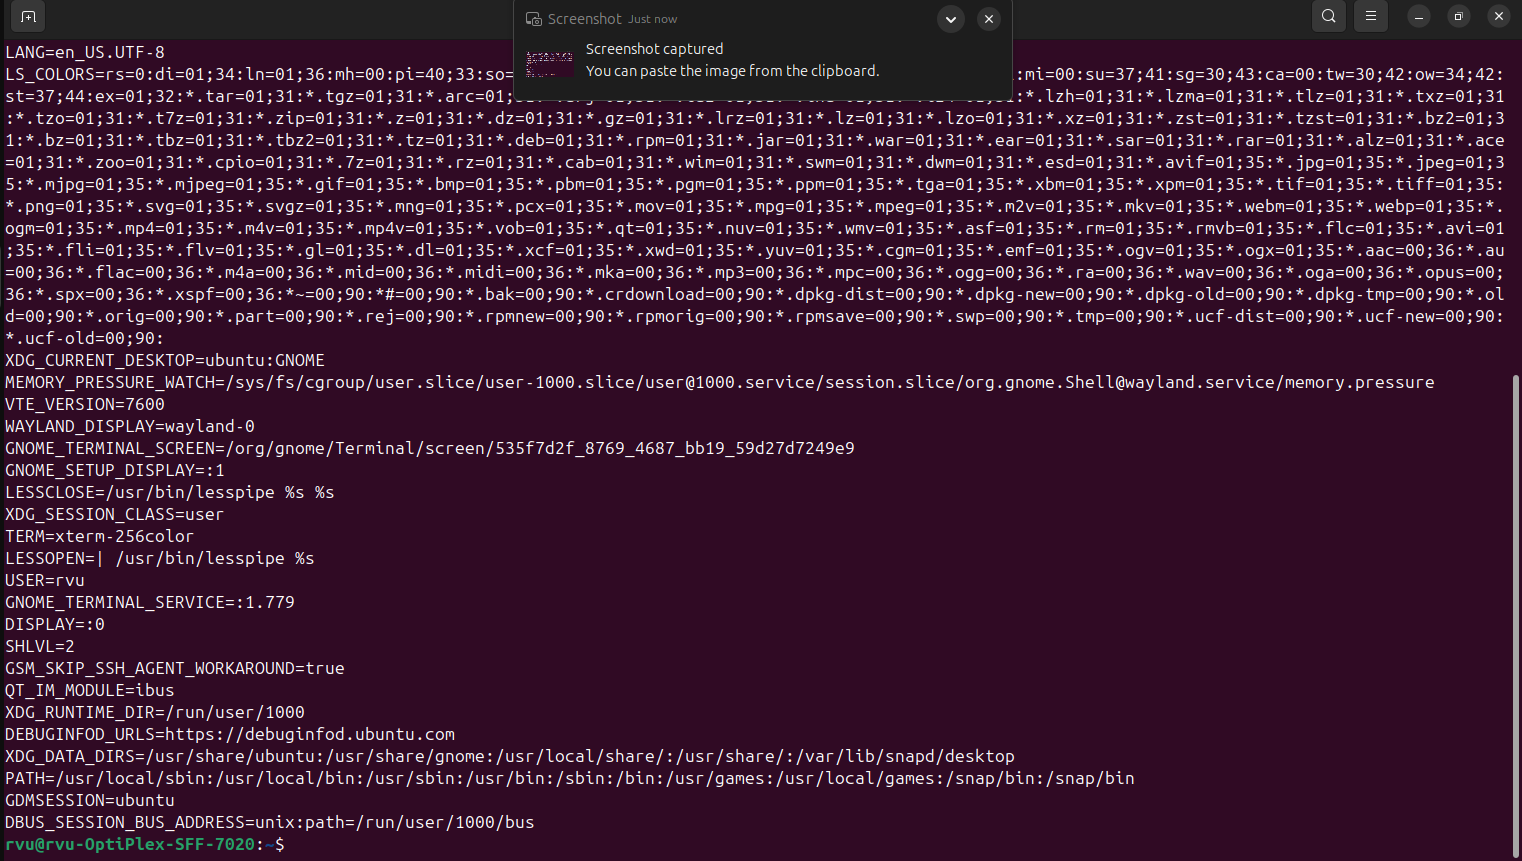 Screenshot Just now
Screenshot captured
You can paste the image from the clipboard.
LANG=en_US.UTF-8
LS_COLORS=rs=0:di=01;34:ln=01;36:mh=00:pi=40;33:so= :mi=00:su=37;41:sg=30;43:ca=00:tw=30;42:ow=34;42:
st=37;44:ex=01;32:*.tar=01;31:*.tgz=01;31:*.arc=01; :*.lzh=01;31:*.lzma=01;31:*.tlz=01;31:*.txz=01;31
:*.tzo=01;31:*.t7z=01;31:*.zip=01;31:*.z=01;31:*.dz=01;31:*.gz=01;31:*.lrz=01;31:*.lz=01;31:*.lzo=01;31:*.xz=01;31:*.zst=01;31:*.tzst=01;31:*.bz2=01;3
1:*.bz=01;31:*.tbz=01;31:*.tbz2=01;31:*.tz=01;31:*.deb=01;31:*.rpm=01;31:*.jar=01;31:*.war=01;31:*.ear=01;31:*.sar=01;31:*.rar=01;31:*.alz=01;31:*.ace
=01;31:*.zoo=01;31:*.cpio=01;31:*.7z=01;31:*.rz=01;31:*.cab=01;31:*.wim=01;31:*.swm=01;31:*.dwm=01;31:*.esd=01;31:*.avif=01;35:*.jpg=01;35:*.jpeg=01;3
5:*.mjpg=01;35:*.mjpeg=01;35:*.gif=01;35:*.bmp=01;35:*.pbm=01;35:*.pgm=01;35:*.ppm=01;35:*.tga=01;35:*.xbm=01;35:*.xpm=01;35:*.tif=01;35:*.tiff=01;35:
*.png=01;35:*.svg=01;35:*.svgz=01;35:*.mng=01;35:*.pcx=01;35:*.mov=01;35:*.mpg=01;35:*.mpeg=01;35:*.m2v=01;35:*.mkv=01;35:*.webm=01;35:*.webp=01;35:*.
ogm=01;35:*.mp4=01;35:*.m4v=01;35:*.mp4v=01;35:*.vob=01;35:*.qt=01;35:*.nuv=01;35:*.wmv=01;35:*.asf=01;35:*.rm=01;35:*.rmvb=01;35:*.flc=01;35:*.avi=01
;35:*.fli=01;35:*.flv=01;35:*.gl=01;35:*.dl=01;35:*.xcf=01;35:*.xwd=01;35:*.yuv=01;35:*.cgm=01;35:*.emf=01;35:*.ogv=01;35:*.ogx=01;35:*.aac=00;36:*.au
=00;36:*.flac=00;36:*.m4a=00;36:*.mid=00;36:*.midi=00;36:*.mka=00;36:*.mp3=00;36:*.mpc=00;36:*.ogg=00;36:*.ra=00;36:*.wav=00;36:*.oga=00;36:*.opus=00;
36:*.spx=00;36:*.xspf=00;36:*~=00;90:*#=00;90:*.bak=00;90:*.crdownload=00;90:*.dpkg-dist=00;90:*.dpkg-new=00;90:*.dpkg-old=00;90:*.dpkg-tmp=00;90:*.ol
d=00;90:*.orig=00;90:*.part=00;90:*.rej=00;90:*.rpmnew=00;90:*.rpmorig=00;90:*.rpmsave=00;90:*.swp=00;90:*.tmp=00;90:*.ucf-dist=00;90:*.ucf-new=00;90:
*.ucf-old=00;90:
XDG_CURRENT_DESKTOP=ubuntu:GNOME
MEMORY_PRESSURE_WATCH=/sys/fs/cgroup/user.slice/user-1000.slice/user@1000.service/session.slice/org.gnome.Shell@wayland.service/memory.pressure
VTE_VERSION=7600
WAYLAND_DISPLAY=wayland-0
GNOME_TERMINAL_SCREEN=/org/gnome/Terminal/screen/535f7d2f_8769_4687_bb19_59d27d7249e9
GNOME_SETUP_DISPLAY=:1
LESSCLOSE=/usr/bin/lesspipe %s %s
XDG_SESSION_CLASS=user
TERM=xterm-256color
LESSOPEN=| /usr/bin/lesspipe %s
USER=rvu
GNOME_TERMINAL_SERVICE=:1.779
DISPLAY=:0
SHLVL=2
GSM_SKIP_SSH_AGENT_WORKAROUND=true
QT_IM_MODULE=ibus
XDG_RUNTIME_DIR=/run/user/1000
DEBUGINFOD_URLS=https://debuginfod.ubuntu.com
XDG_DATA_DIRS=/usr/share/ubuntu:/usr/share/gnome:/usr/local/share/:/usr/share/:/var/lib/snapd/desktop
PATH=/usr/local/sbin:/usr/local/bin:/usr/sbin:/usr/bin:/sbin:/bin:/usr/games:/usr/local/games:/snap/bin:/snap/bin
GDMSESSION=ubuntu
DBUS_SESSION_BUS_ADDRESS=unix:path=/run/user/1000/bus
rvu@rvu-OptiPlex-SFF-7020:~$